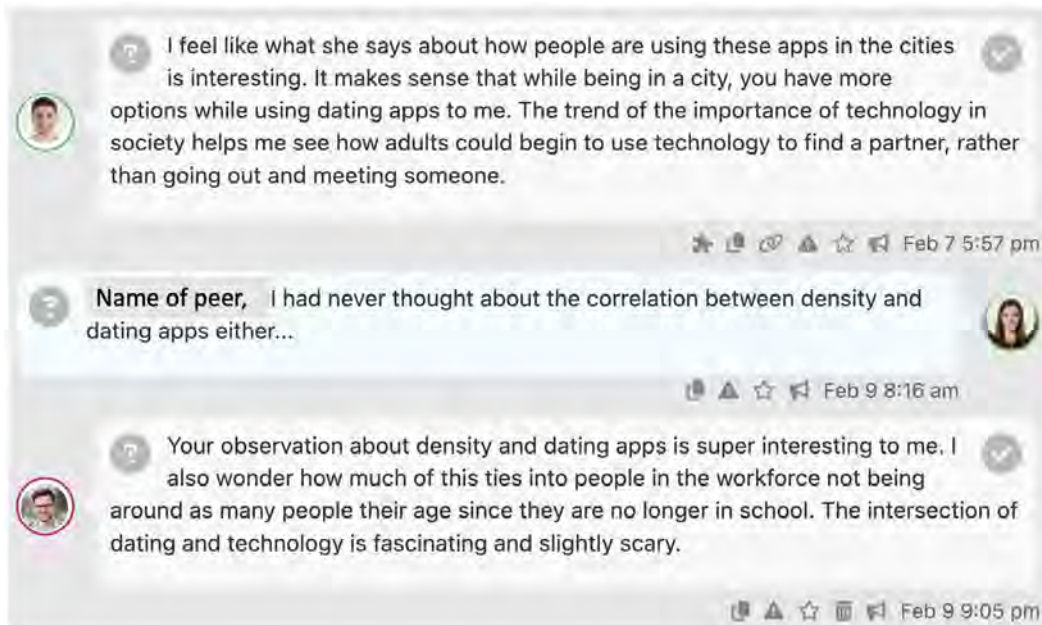 I feel like what she says about how people are using these apps in the cities
is interesting. It makes sense that while being in a city, you have more
options while using dating apps to me. The trend of the importance of technology in
society helps me see how adults could begin to use technology to find a partner, rather
than going out and meeting someone.
Feb 7 5:57 pm
Name of peer, I had never thought about the correlation between density and
dating apps either...
Feb 9 8:16 am
Your observation about density and dating apps is super interesting to me. I
also wonder how much of this ties into people in the workforce not being
around as many people their age since they are no longer in school. The intersection of
dating and technology is fascinating and slightly scary.
Feb 9 9:05 pm